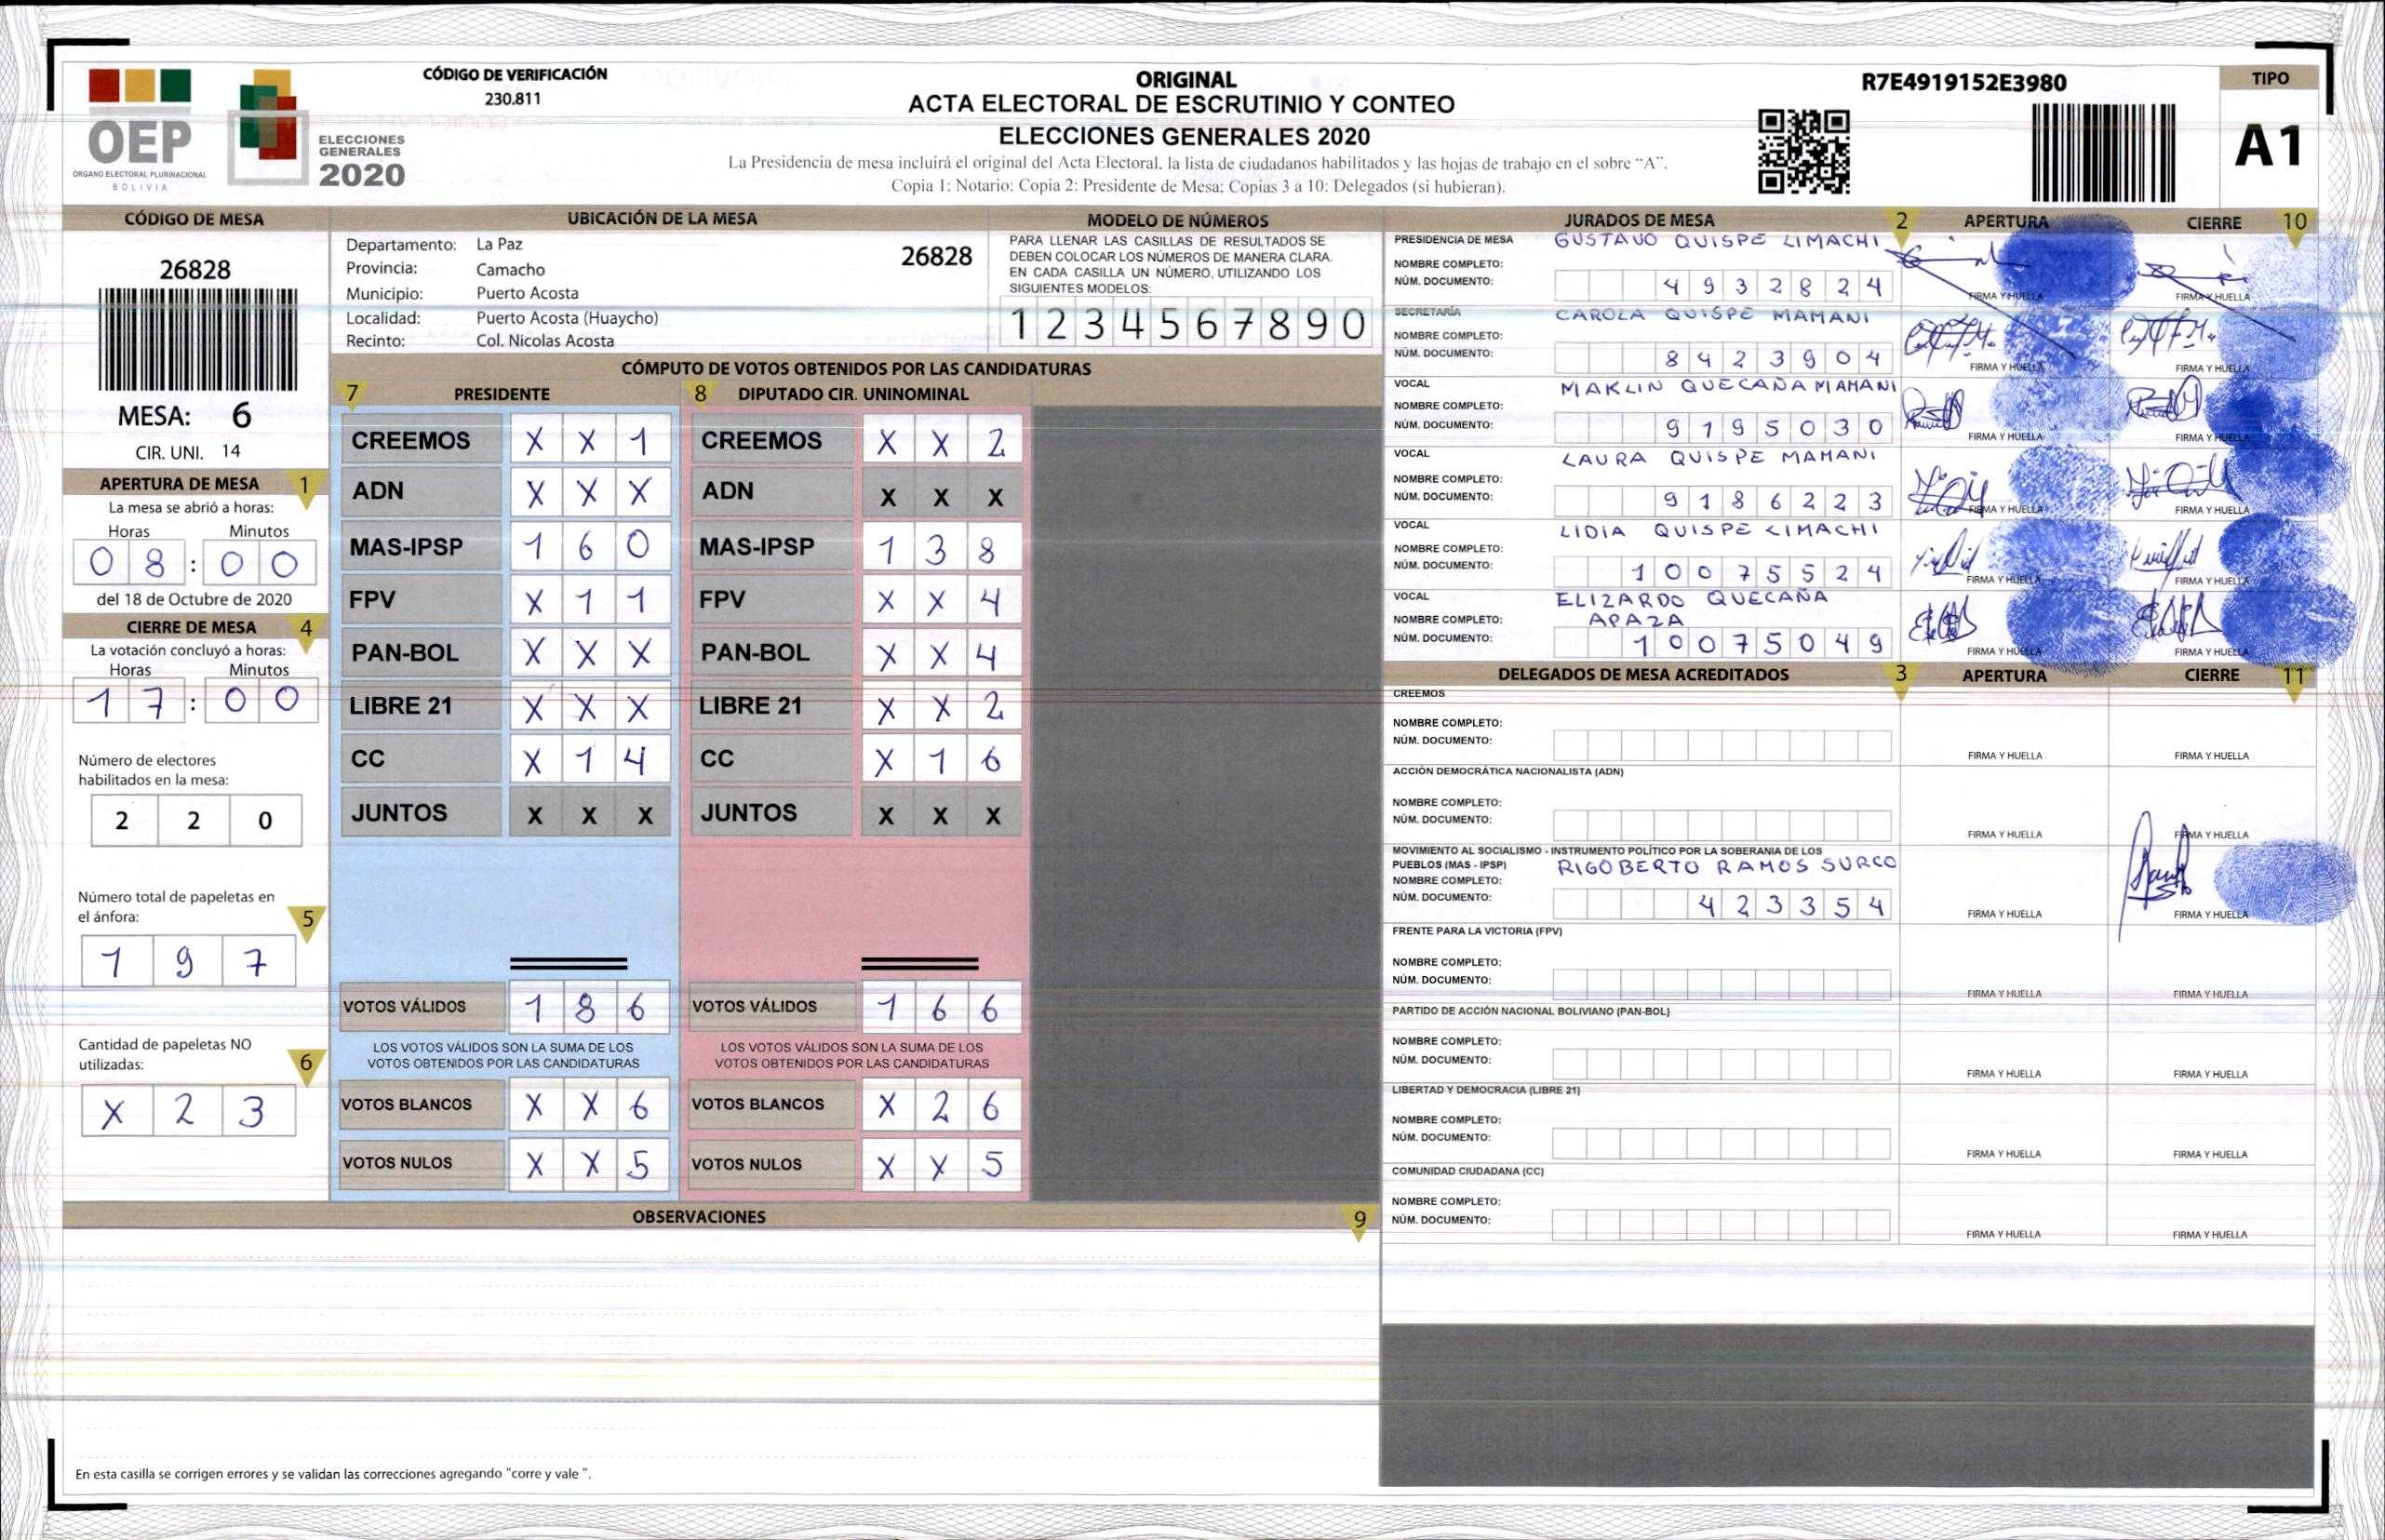 OEP
ÓRGANO ELECTORAL PLURINACIONAL
BOLIVIA
ELECCIONES
GENERALES
2020
CÓDIGO DE VERIFICACIÓN
230.811
ORIGINAL
ACTA ELECTORAL DE ESCRUTINIO Y CONTEO
ELECCIONES GENERALES 2020
La Presidencia de mesa incluirá el original del Acta Electoral, la lista de ciudadanos habilitados y las hojas de trabajo en el sobre "A".
Copia 1: Notario; Copia 2: Presidente de Mesa; Copias 3 a 10: Delegados (si hubieran).
R7E4919152E3980
TIPO
A1
CÓDIGO DE MESA
26828
MESA: 6
CIR. UNI. 14
APERTURA DE MESA 1
La mesa se abrió a horas:
Horas Minutos
0 8 : 0 0
del 18 de Octubre de 2020
CIERRE DE MESA 4
La votación concluyó a horas:
Horas Minutos
1 7 : 0 0
Número de electores
habilitados en la mesa:
2 2 0
Número total de papeletas en
el ánfora: 5
1 9 7
Cantidad de papeletas NO
utilizadas: 6
X 2 3
UBICACIÓN DE LA MESA
Departamento: La Paz 26828
Provincia: Camacho
Municipio: Puerto Acosta
Localidad: Puerto Acosta (Huaycho)
Recinto: Col. Nicolas Acosta
MODELO DE NÚMEROS
PARA LLENAR LAS CASILLAS DE RESULTADOS SE
DEBEN COLOCAR LOS NÚMEROS DE MANERA CLARA.
EN CADA CASILLA UN NÚMERO, UTILIZANDO LOS
SIGUIENTES MODELOS:
1 2 3 4 5 6 7 8 9 0
CÓMPUTO DE VOTOS OBTENIDOS POR LAS CANDIDATURAS
7 PRESIDENTE 8 DIPUTADO CIR. UNINOMINAL
CREEMOS X X 1 CREEMOS X X 2
ADN X X X ADN X X X
MAS-IPSP 1 6 0 MAS-IPSP 1 3 8
FPV X 1 1 FPV X X 4
PAN-BOL X X X PAN-BOL X X 4
LIBRE 21 X X X LIBRE 21 X X 2
CC X 1 4 CC X 1 6
JUNTOS X X X JUNTOS X X X
VOTOS VÁLIDOS 1 8 6 VOTOS VÁLIDOS 1 6 6
LOS VOTOS VÁLIDOS SON LA SUMA DE LOS LOS VOTOS VÁLIDOS SON LA SUMA DE LOS
VOTOS OBTENIDOS POR LAS CANDIDATURAS VOTOS OBTENIDOS POR LAS CANDIDATURAS
VOTOS BLANCOS X X 6 VOTOS BLANCOS X 2 6
VOTOS NULOS X X 5 VOTOS NULOS X X 5
OBSERVACIONES 9
En esta casilla se corrigen errores y se validan las correcciones agregando "corre y vale ".
JURADOS DE MESA 2 APERTURA CIERRE 10
PRESIDENCIA DE MESA GUSTAVO QUISPE LIMACHI
NOMBRE COMPLETO:
NÚM. DOCUMENTO: 4 9 3 2 8 2 4
FIRMA Y HUELLA FIRMA Y HUELLA
SECRETARÍA CAROLA QUISPE MAMANI
NOMBRE COMPLETO:
NÚM. DOCUMENTO: 8 4 2 3 9 0 4
FIRMA Y HUELLA FIRMA Y HUELLA
VOCAL MAKLIN QUECAÑA MAMANI
NOMBRE COMPLETO:
NÚM. DOCUMENTO: 9 1 9 5 0 3 0
FIRMA Y HUELLA FIRMA Y HUELLA
VOCAL LAURA QUISPE MAMANI
NOMBRE COMPLETO:
NÚM. DOCUMENTO: 9 1 8 6 2 2 3
FIRMA Y HUELLA FIRMA Y HUELLA
VOCAL LIDIA QUISPE LIMACHI
NOMBRE COMPLETO:
NÚM. DOCUMENTO: 1 0 0 7 5 5 2 4
FIRMA Y HUELLA FIRMA Y HUELLA
VOCAL ELIZARDO QUECAÑA
NOMBRE COMPLETO: APAZA
NÚM. DOCUMENTO: 1 0 0 7 5 0 4 9
FIRMA Y HUELLA FIRMA Y HUELLA
DELEGADOS DE MESA ACREDITADOS 3 APERTURA CIERRE 11
CREEMOS
NOMBRE COMPLETO:
NÚM. DOCUMENTO:
FIRMA Y HUELLA FIRMA Y HUELLA
ACCIÓN DEMOCRÁTICA NACIONALISTA (ADN)
NOMBRE COMPLETO:
NÚM. DOCUMENTO:
FIRMA Y HUELLA FIRMA Y HUELLA
MOVIMIENTO AL SOCIALISMO - INSTRUMENTO POLÍTICO POR LA SOBERANIA DE LOS
PUEBLOS (MAS - IPSP) RIGOBERTO RAMOS SURCO
NOMBRE COMPLETO:
NÚM. DOCUMENTO: 4 2 3 3 5 4
FIRMA Y HUELLA FIRMA Y HUELLA
FRENTE PARA LA VICTORIA (FPV)
NOMBRE COMPLETO:
NÚM. DOCUMENTO:
FIRMA Y HUELLA FIRMA Y HUELLA
PARTIDO DE ACCIÓN NACIONAL BOLIVIANO (PAN-BOL)
NOMBRE COMPLETO:
NÚM. DOCUMENTO:
FIRMA Y HUELLA FIRMA Y HUELLA
LIBERTAD Y DEMOCRACIA (LIBRE 21)
NOMBRE COMPLETO:
NÚM. DOCUMENTO:
FIRMA Y HUELLA FIRMA Y HUELLA
COMUNIDAD CIUDADANA (CC)
NOMBRE COMPLETO:
NÚM. DOCUMENTO:
FIRMA Y HUELLA FIRMA Y HUELLA